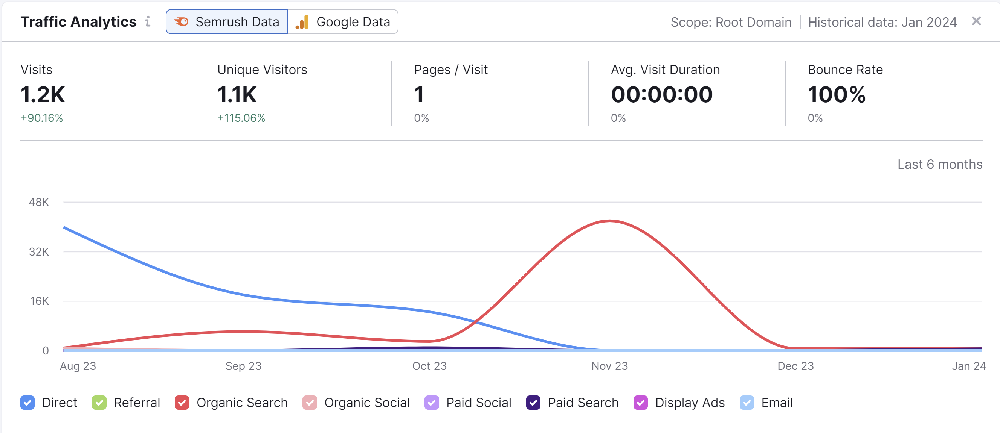 Traffic Analytics i Semrush Data Google Data Scope: Root Domain Historical data: Jan 2024
Visits Unique Visitors Pages / Visit Avg. Visit Duration Bounce Rate
1.2K 1.1K 1 00:00:00 100%
+90.16% +115.06% 0% 0% 0%
Last 6 months
48K
32K
16K
0
Aug 23 Sep 23 Oct 23 Nov 23 Dec 23 Jan 24
Direct Referral Organic Search Organic Social Paid Social Paid Search Display Ads Email